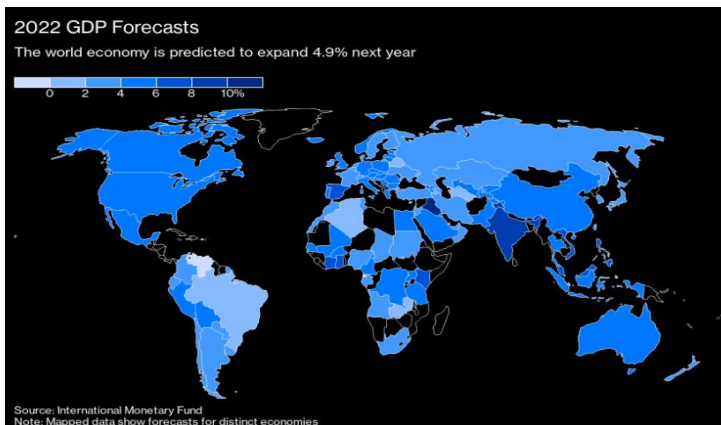 2022 GDP Forecasts
The world economy is predicted to expand 4.9% next year
0 2 4 6 8 10%
Source: International Monetary Fund
Note: Mapped data show forecasts for distinct economies